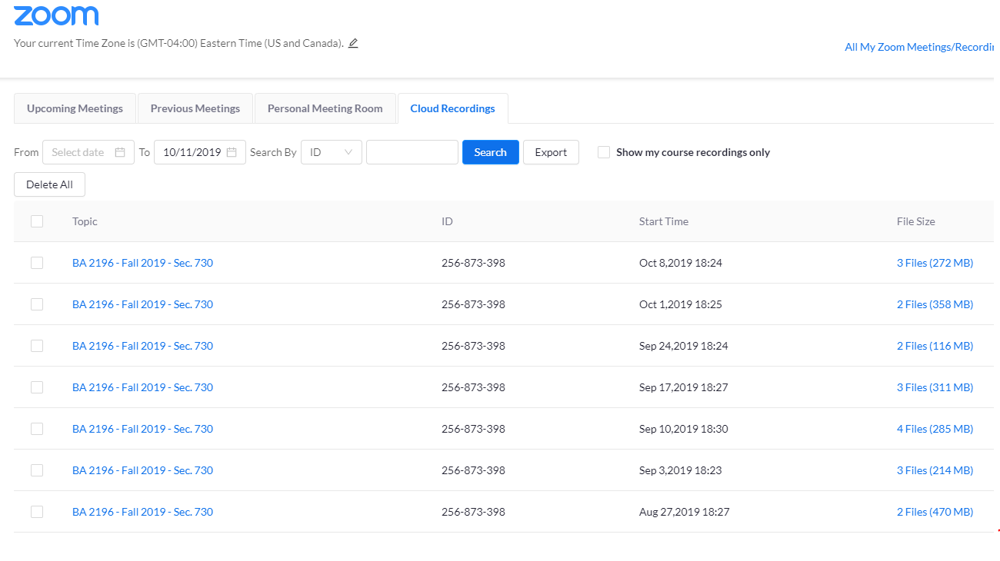 zoom
Your current Time Zone is (GMT-04:00) Eastern Time (US and Canada).
All My Zoom Meetings/Recordin
Upcoming Meetings Previous Meetings Personal Meeting Room Cloud Recordings
From Select date To 10/11/2019 Search By ID Search Export Show my course recordings only
Delete All
Topic ID Start Time File Size
BA 2196 - Fall 2019 - Sec. 730 256-873-398 Oct 8,2019 18:24 3 Files (272 MB)
BA 2196 - Fall 2019 - Sec. 730 256-873-398 Oct 1,2019 18:25 2 Files (358 MB)
BA 2196 - Fall 2019 - Sec. 730 256-873-398 Sep 24,2019 18:24 2 Files (116 MB)
BA 2196 - Fall 2019 - Sec. 730 256-873-398 Sep 17,2019 18:27 3 Files (311 MB)
BA 2196 - Fall 2019 - Sec. 730 256-873-398 Sep 10,2019 18:30 4 Files (285 MB)
BA 2196 - Fall 2019 - Sec. 730 256-873-398 Sep 3,2019 18:23 3 Files (214 MB)
BA 2196 - Fall 2019 - Sec. 730 256-873-398 Aug 27,2019 18:27 2 Files (470 MB)